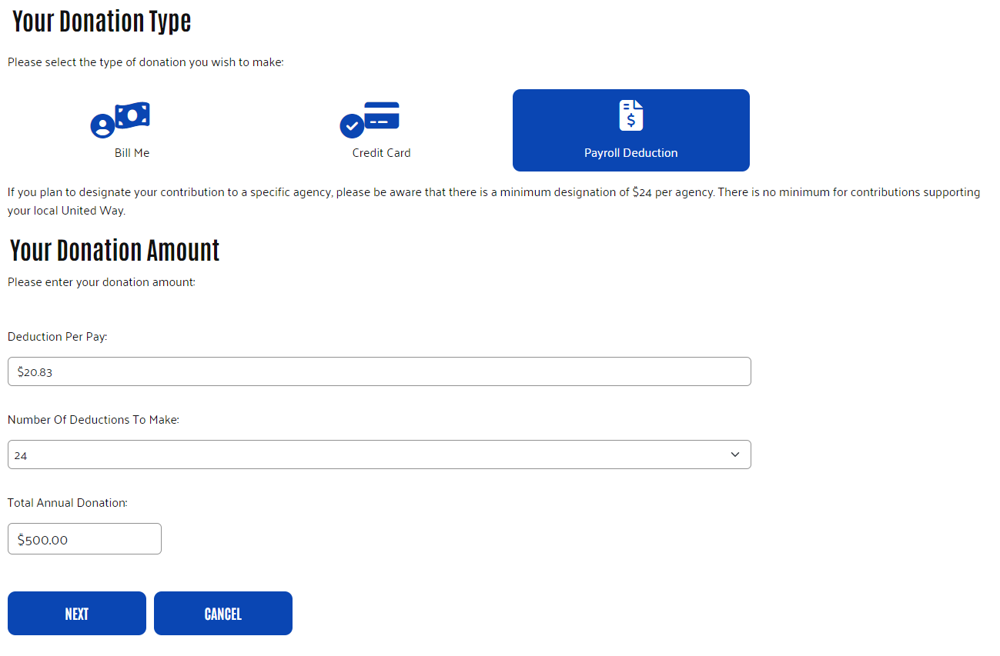 Your Donation Type
Please select the type of donation you wish to make:
Bill Me
Credit Card
$
Payroll Deduction
If you plan to designate your contribution to a specific agency, please be aware that there is a minimum designation of $24 per agency. There is no minimum for contributions supporting
your local United Way.
Your Donation Amount
Please enter your donation amount:
Deduction Per Pay:
$20.83
Number Of Deductions To Make:
24
Total Annual Donation:
$500.00
NEXT
CANCEL